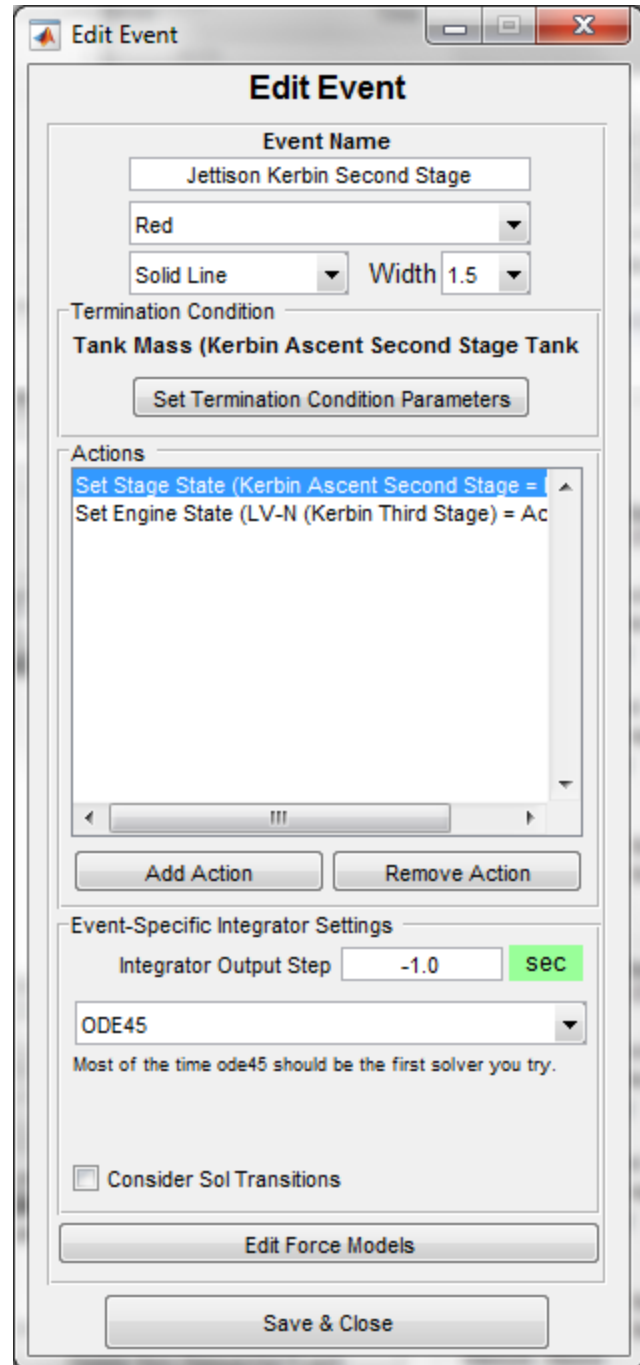 Edit Event
Edit Event
Event Name
Jettison Kerbin Second Stage
Red
Solid Line Width 1.5
Termination Condition
Tank Mass (Kerbin Ascent Second Stage Tank
Set Termination Condition Parameters
Actions
Set Stage State (Kerbin Ascent Second Stage =
Set Engine State (LV-N (Kerbin Third Stage) = Ac
Add Action Remove Action
Event-Specific Integrator Settings
Integrator Output Step -1.0 sec
ODE45
Most of the time ode45 should be the first solver you try.
Consider SoI Transitions
Edit Force Models
Save & Close